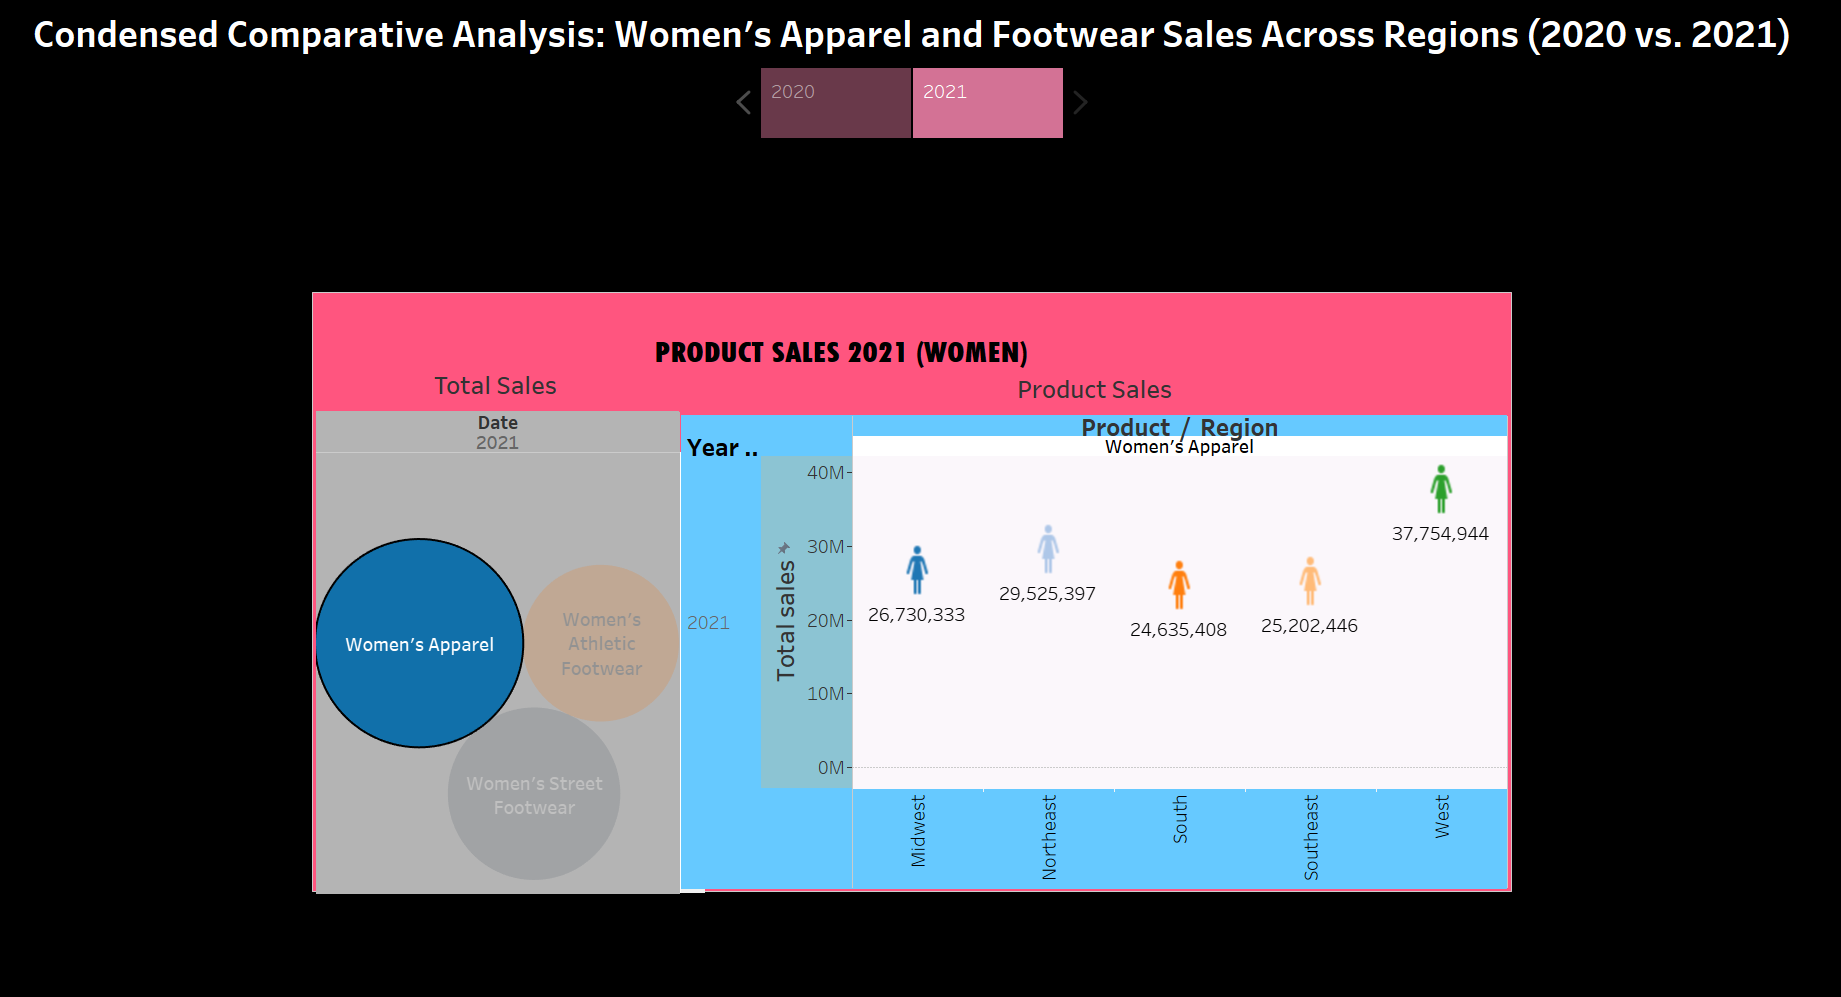 Condensed Comparative Analysis: Women's Apparel and Footwear Sales Across Regions (2020 vs. 2021)
2020
2021
PRODUCT SALES 2021 (WOMEN)
Total Sales
Date
2021
Women's Apparel
Women's
Athletic
Footwear
Women's Street
Footwear
Product Sales
Product / Region
Women's Apparel
Year ..
2021
Total sales
40M
30M
20M
10M
0M
26,730,333
29,525,397
24,635,408
25,202,446
37,754,944
Midwest
Northeast
South
Southeast
West